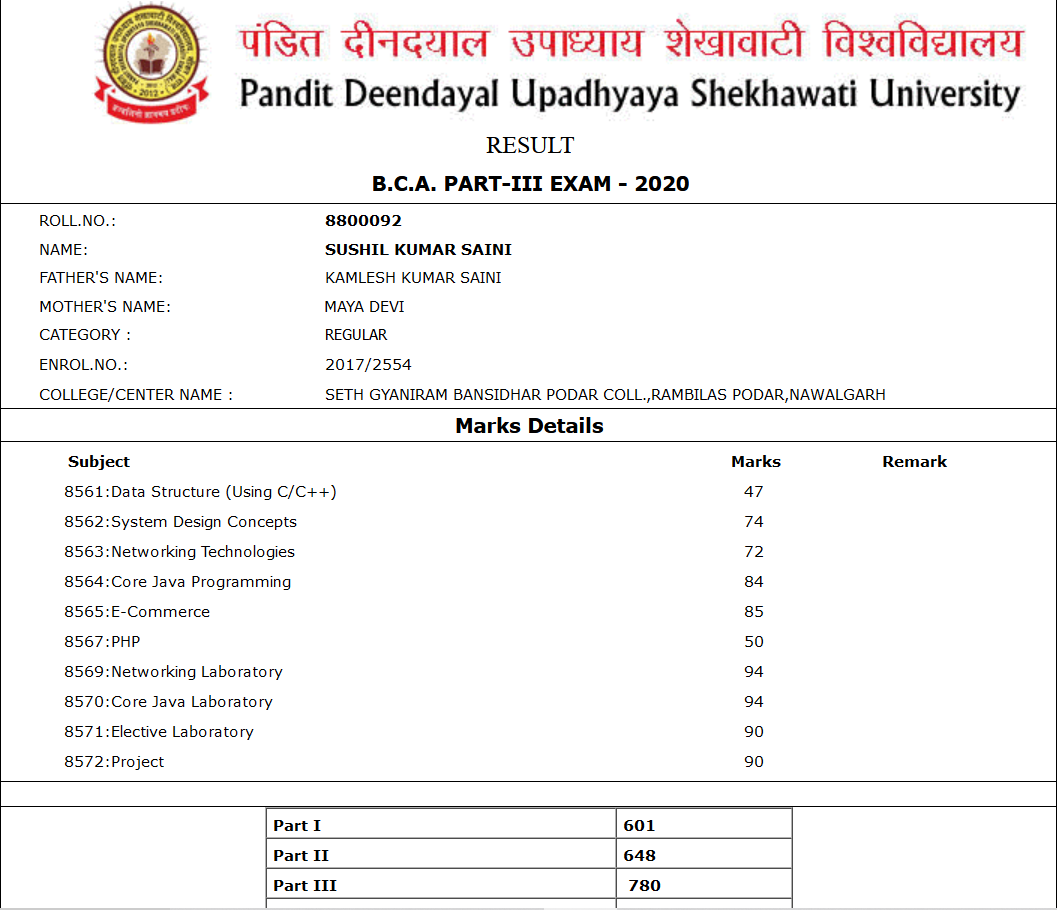 पंडित दीनदयाल उपाध्याय शेखावाटी विश्वविद्यालय
Pandit Deendayal Upadhyaya Shekhawati University
RESULT
B.C.A. PART-III EXAM - 2020
ROLL.NO.: 8800092
NAME: SUSHIL KUMAR SAINI
FATHER'S NAME: KAMLESH KUMAR SAINI
MOTHER'S NAME: MAYA DEVI
CATEGORY : REGULAR
ENROL.NO.: 2017/2554
COLLEGE/CENTER NAME : SETH GYANIRAM BANSIDHAR PODAR COLL.,RAMBILAS PODAR,NAWALGARH
Marks Details
Subject Marks Remark
8561:Data Structure (Using C/C++) 47
8562:System Design Concepts 74
8563:Networking Technologies 72
8564:Core Java Programming 84
8565:E-Commerce 85
8567:PHP 50
8569:Networking Laboratory 94
8570:Core Java Laboratory 94
8571:Elective Laboratory 90
8572:Project 90
Part I 601
Part II 648
Part III 780